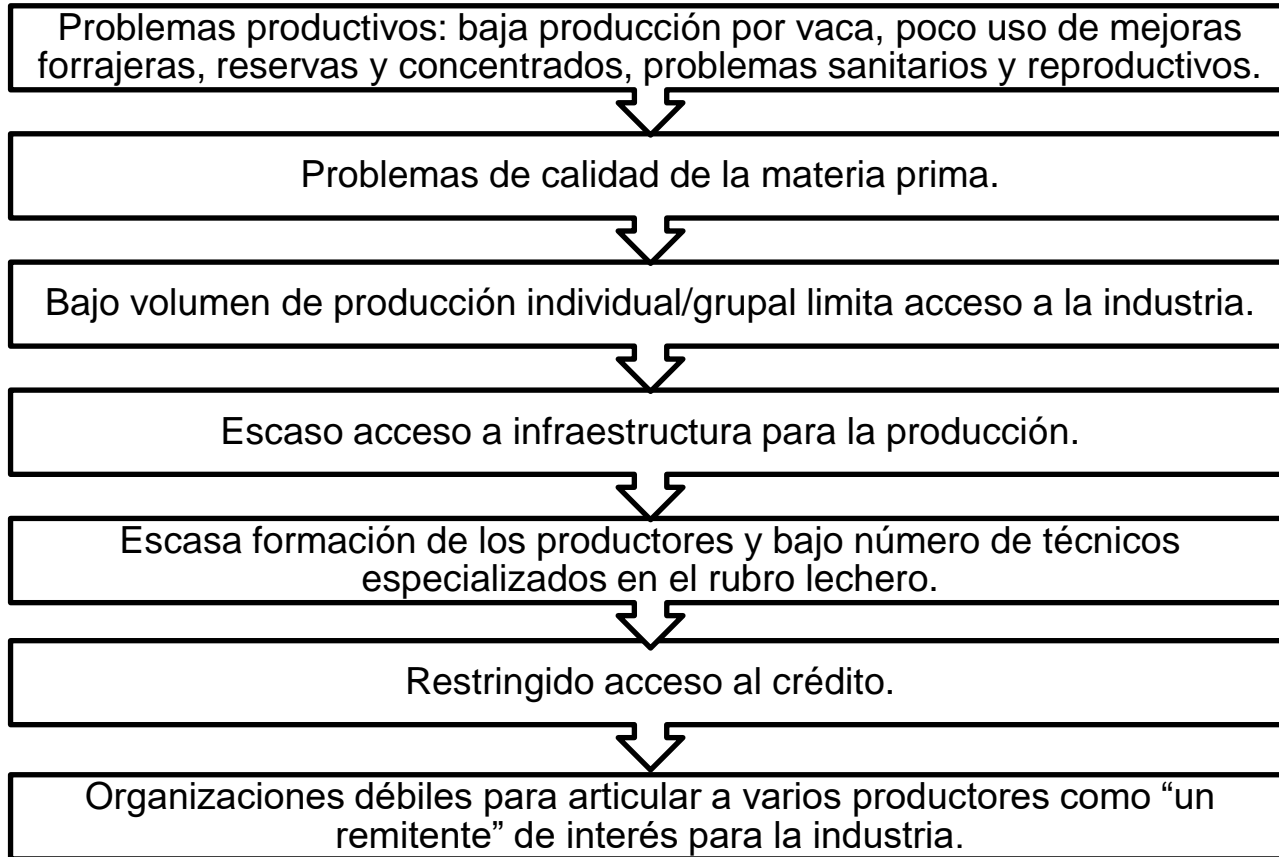 Problemas productivos: baja producción por vaca, poco uso de mejoras
forrajeras, reservas y concentrados, problemas sanitarios y reproductivos.
Problemas de calidad de la materia prima.
Bajo volumen de producción individual/grupal limita acceso a la industria.
Escaso acceso a infraestructura para la producción.
Escasa formación de los productores y bajo número de técnicos
especializados en el rubro lechero.
Restringido acceso al crédito.
Organizaciones débiles para articular a varios productores como “un
remitente” de interés para la industria.